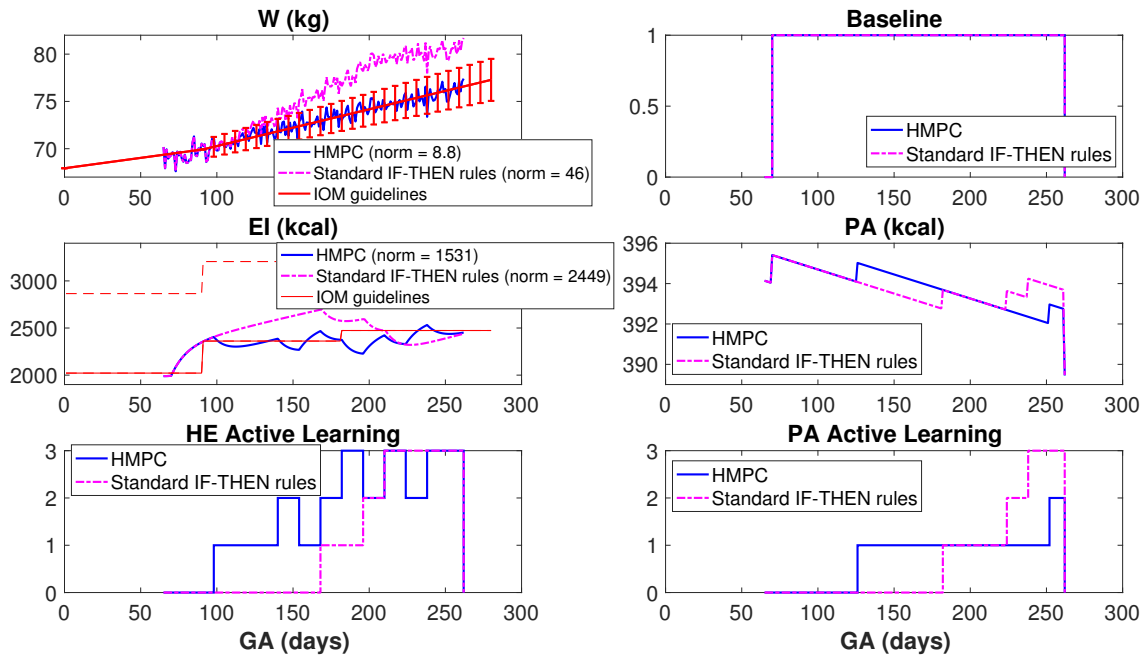 W (kg)
80
75
70
0 50 100 150 200 250 300
HMPC (norm = 8.8)
Standard IF-THEN rules (norm = 46)
IOM guidelines
Baseline
1
0.5
0
0 50 100 150 200 250 300
HMPC
Standard IF-THEN rules
EI (kcal)
3000
2500
2000
0 50 100 150 200 250 300
HMPC (norm = 1531)
Standard IF-THEN rules (norm = 2449)
IOM guidelines
PA (kcal)
396
394
392
390
0 50 100 150 200 250 300
HMPC
Standard IF-THEN rules
HE Active Learning
3
2
1
0
0 50 100 150 200 250 300
HMPC
Standard IF-THEN rules
GA (days)
PA Active Learning
3
2
1
0
0 50 100 150 200 250 300
HMPC
Standard IF-THEN rules
GA (days)